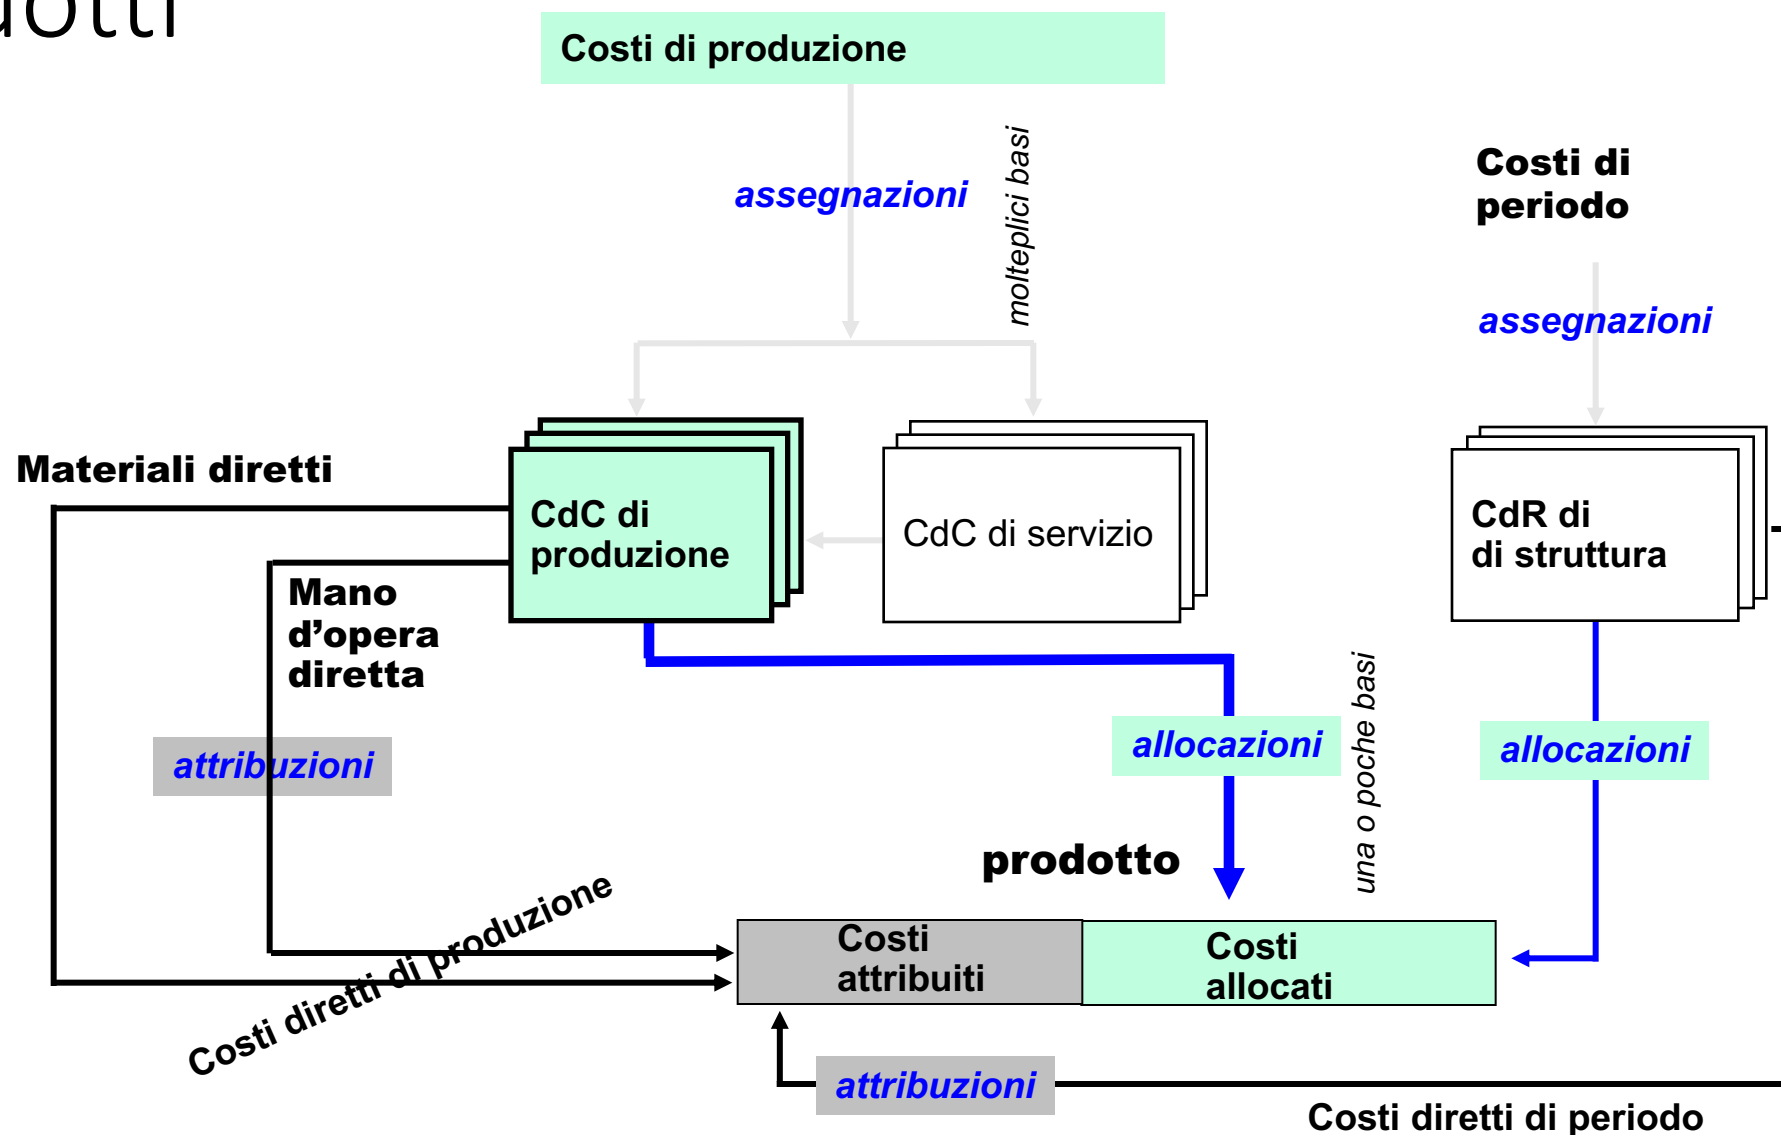 Costi di produzione
assegnazioni
molteplici basi
Costi di
periodo
assegnazioni
Materiali diretti
CdC di
produzione
CdC di servizio
CdR di
di struttura
Mano
d’opera
diretta
attribuzioni
allocazioni
una o poche basi
allocazioni
prodotto
Costi diretti di produzione
Costi
attribuiti
Costi
allocati
attribuzioni
Costi diretti di periodo